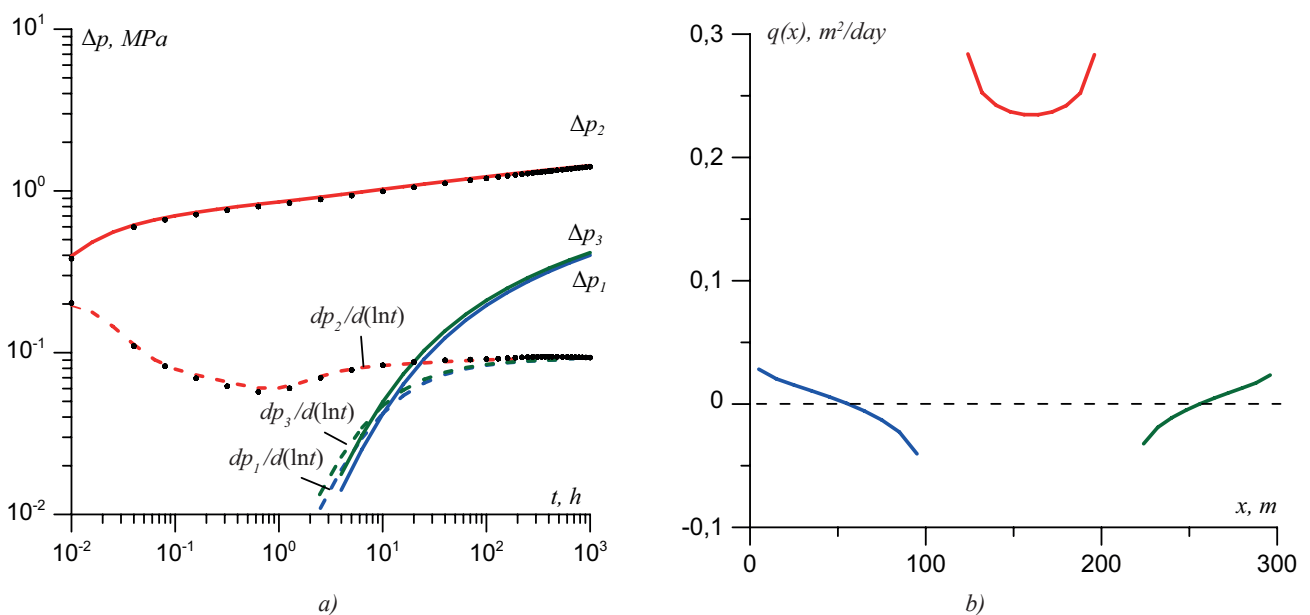 Δp, MPa
10¹
10⁰
10⁻¹
10⁻²
Δp₂
Δp₃
Δp₁
dp₂/d(lnt)
dp₃/d(lnt)
dp₁/d(lnt)
t, h
10⁻² 10⁻¹ 10⁰ 10¹ 10² 10³
a)
q(x), m²/day
0,3
0,2
0,1
0
-0,1
x, m
0 100 200 300
b)